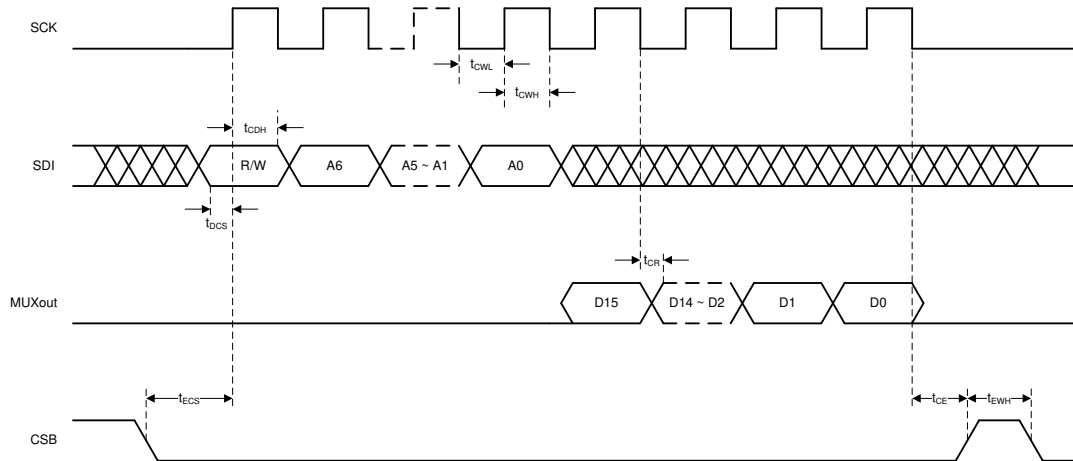 SCK
tCWL
tCWH
tCDH
SDI
R/W
A6
A5 ~ A1
A0
tDCS
tCR
MUXout
D15
D14 ~ D2
D1
D0
tECS
tCE
tEWH
CSB